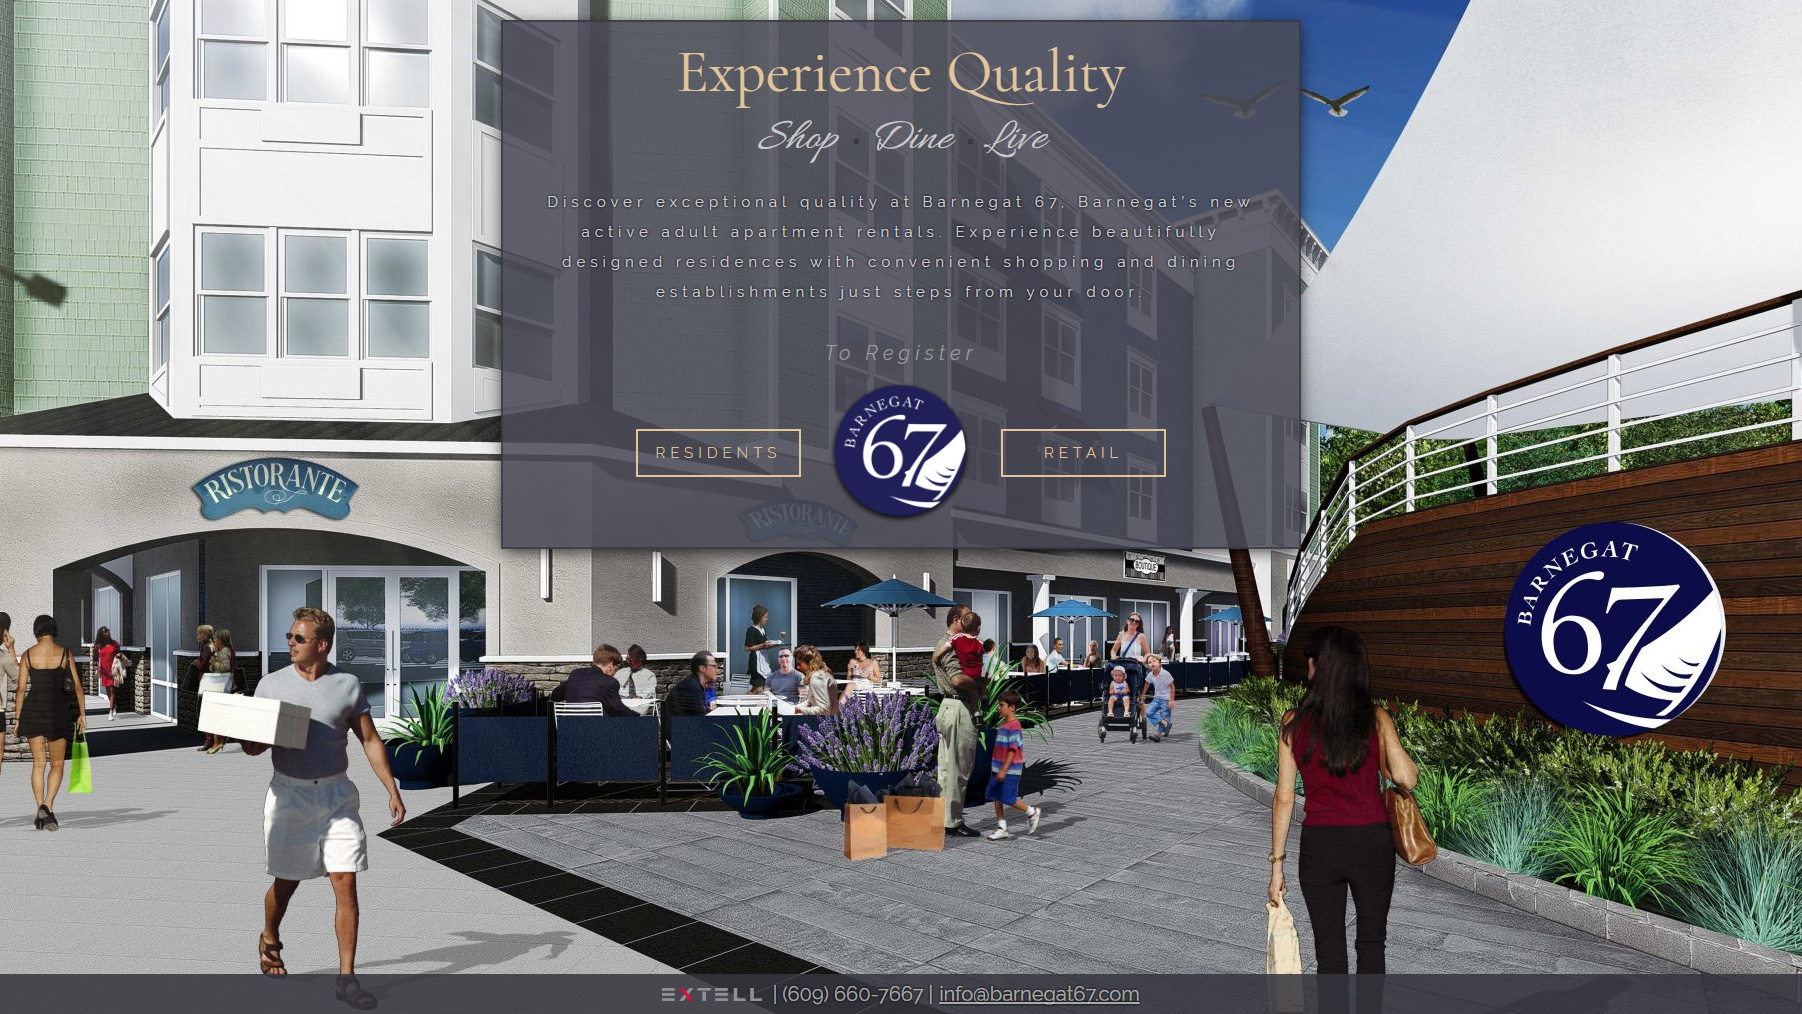 Experience Quality
Shop · Dine · Live
Discover exceptional quality at Barnegat 67, Barnegat's new
active adult apartment rentals. Experience beautifully
designed residences with convenient shopping and dining
establishments just steps from your door.
To Register
RESIDENTS
BARNEGAT
67
RETAIL
RISTORANTE
RISTORANTE
BOUTIQUE
BARNEGAT
67
EXTELL | (609) 660-7667 | info@barnegat67.com